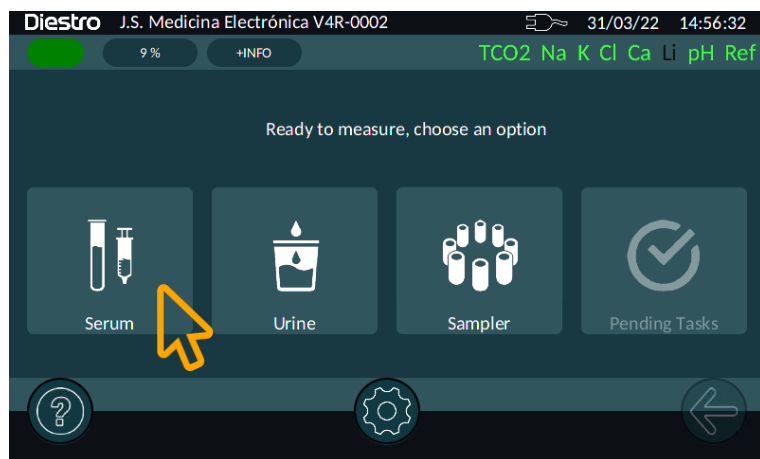 Diestro J.S. Medicina Electrónica V4R-0002 31/03/22 14:56:32
9 % +INFO TCO2 Na K Cl Ca Li pH Ref
Ready to measure, choose an option
Serum Urine Sampler Pending Tasks
?